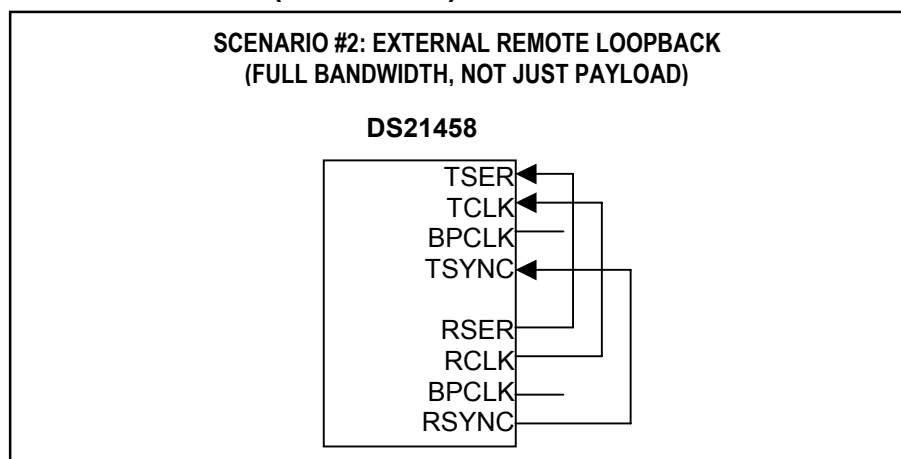 SCENARIO #2: EXTERNAL REMOTE LOOPBACK
(FULL BANDWIDTH, NOT JUST PAYLOAD)
DS21458
TSER
TCLK
BPCLK
TSYNC
RSER
RCLK
BPCLK
RSYNC